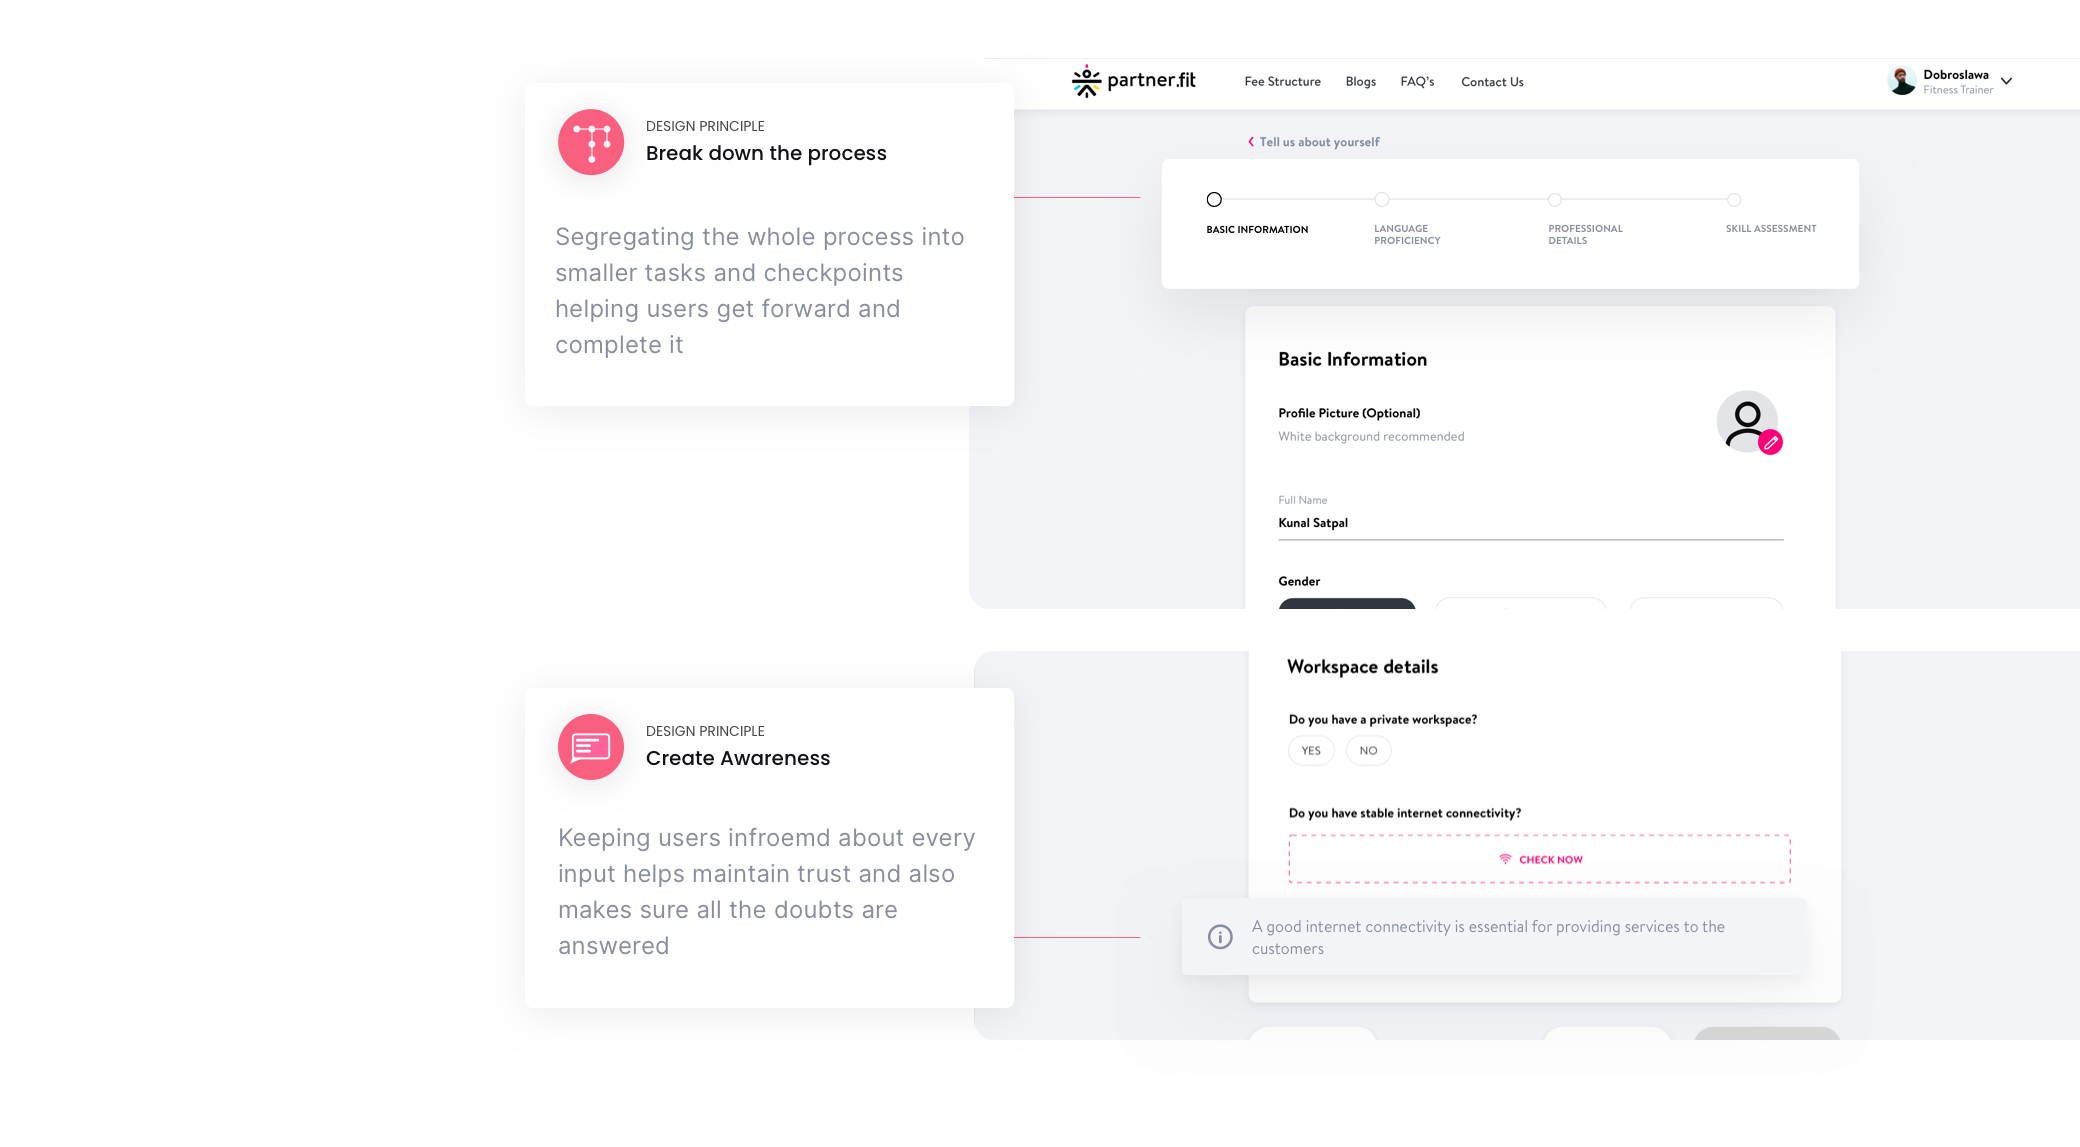 DESIGN PRINCIPLE
Break down the process
Segregating the whole process into
smaller tasks and checkpoints
helping users get forward and
complete it
partner.fit
Fee Structure Blogs FAQ's Contact Us
Dobroslawa
Fitness Trainer
Tell us about yourself
BASIC INFORMATION
LANGUAGE
PROFICIENCY
PROFESSIONAL
DETAILS
SKILL ASSESSMENT
Basic Information
Profile Picture (Optional)
White background recommended
Full Name
Kunal Satpal
Gender
DESIGN PRINCIPLE
Create Awareness
Keeping users infroemd about every
input helps maintain trust and also
makes sure all the doubts are
answered
Workspace details
Do you have a private workspace?
YES NO
Do you have stable internet connectivity?
CHECK NOW
A good internet connectivity is essential for providing services to the
customers